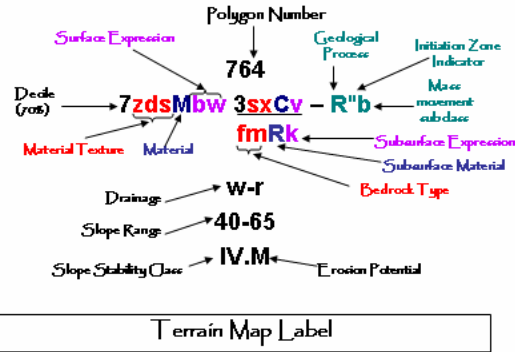 Polygon Number
Surface Expression
Geological Process
Initiation Zone Indicator
764
Decile (70%)
7zdsMbw 3sxCv – R"b
Mass movement subclass
fmRk
Subsurface Expression
Material Texture
Material
Subsurface Material
Bedrock Type
Drainage
w-r
Slope Range
40-65
Slope Stability Class
IV.M
Erosion Potential
Terrain Map Label